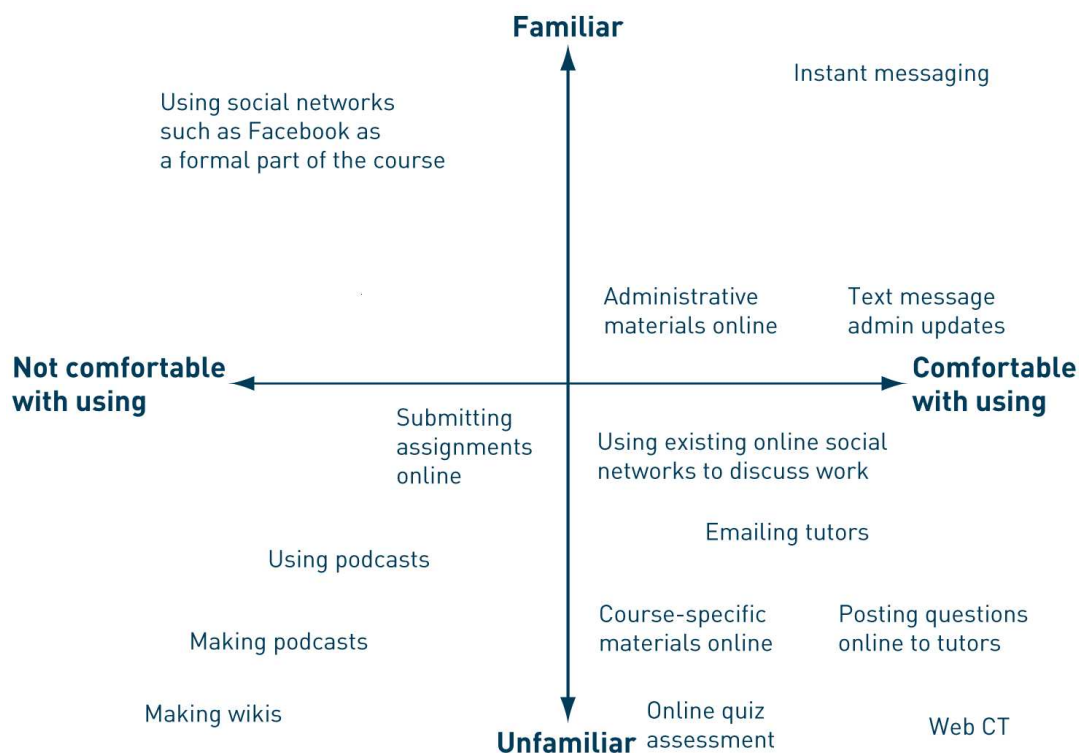 Familiar
Instant messaging
Using social networks
such as Facebook as
a formal part of the course
Administrative
materials online
Text message
admin updates
Not comfortable
with using
Comfortable
with using
Submitting
assignments
online
Using existing online social
networks to discuss work
Emailing tutors
Using podcasts
Course-specific
materials online
Posting questions
online to tutors
Making podcasts
Making wikis
Online quiz
assessment
Web CT
Unfamiliar